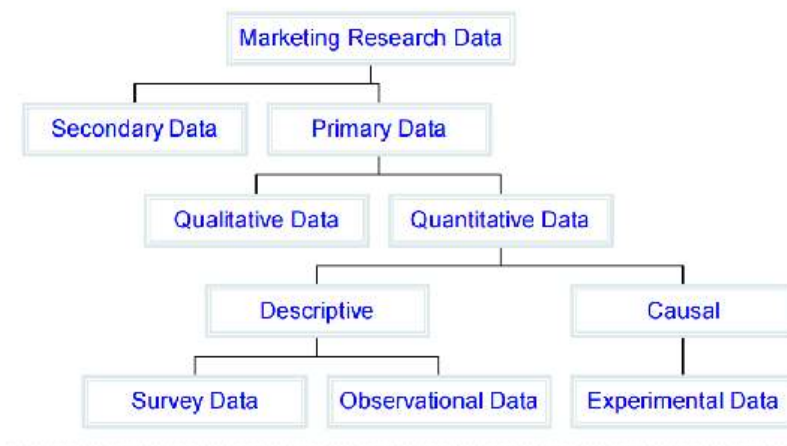 Marketing Research Data
Secondary Data
Primary Data
Qualitative Data
Quantitative Data
Descriptive
Causal
Survey Data
Observational Data
Experimental Data